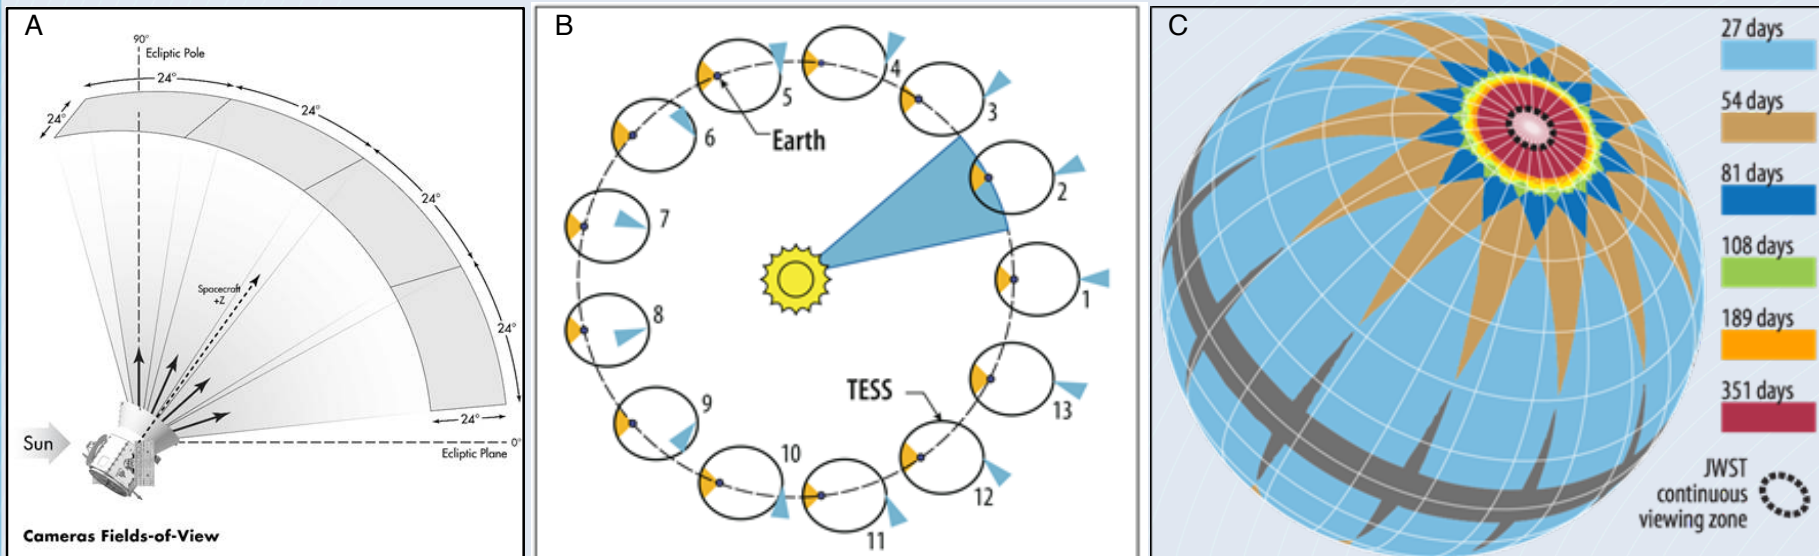 A
90°
Ecliptic Pole
24°
24°
24°
24°
24°
24°
Spacecraft
+Z
Sun
0°
Ecliptic Plane
Cameras Fields-of-View
B
Earth
TESS
1
2
3
4
5
6
7
8
9
10
11
12
13
C
27 days
54 days
81 days
108 days
189 days
351 days
JWST
continuous
viewing zone